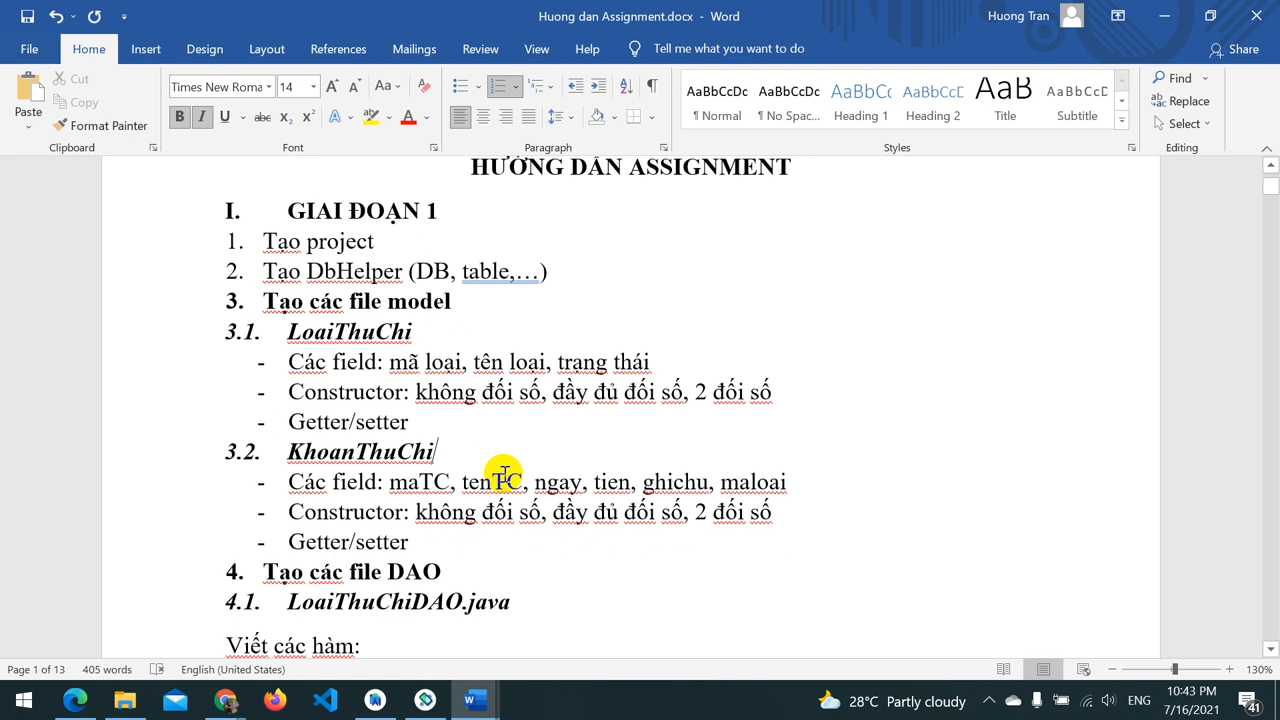 Huong dan Assignment.docx - Word
Huong Tran
File Home Insert Design Layout References Mailings Review View Help Tell me what you want to do Share
Paste
Cut
Copy
Format Painter
Clipboard
Times New Roma 14
Font
Paragraph
AaBbCcDc AaBbCcDc AaBbCc AaBbCcD AaB AaBbCcD
¶ Normal ¶ No Spac... Heading 1 Heading 2 Title Subtitle
Styles
Find
Replace
Select
Editing
HƯỚNG DẪN ASSIGNMENT
I. GIAI ĐOẠN 1
1. Tạo project
2. Tạo DbHelper (DB, table,…)
3. Tạo các file model
3.1. LoaiThuChi
- Các field: mã loại, tên loại, trạng thái
- Constructor: không đối số, đầy đủ đối số, 2 đối số
- Getter/setter
3.2. KhoanThuChi
- Các field: maTC, tenTC, ngay, tien, ghichu, maloai
- Constructor: không đối số, đầy đủ đối số, 2 đối số
- Getter/setter
4. Tạo các file DAO
4.1. LoaiThuChiDAO.java
Viết các hàm:
Page 1 of 13 405 words English (United States) 130%
28°C Partly cloudy ENG 10:43 PM
7/16/2021
41